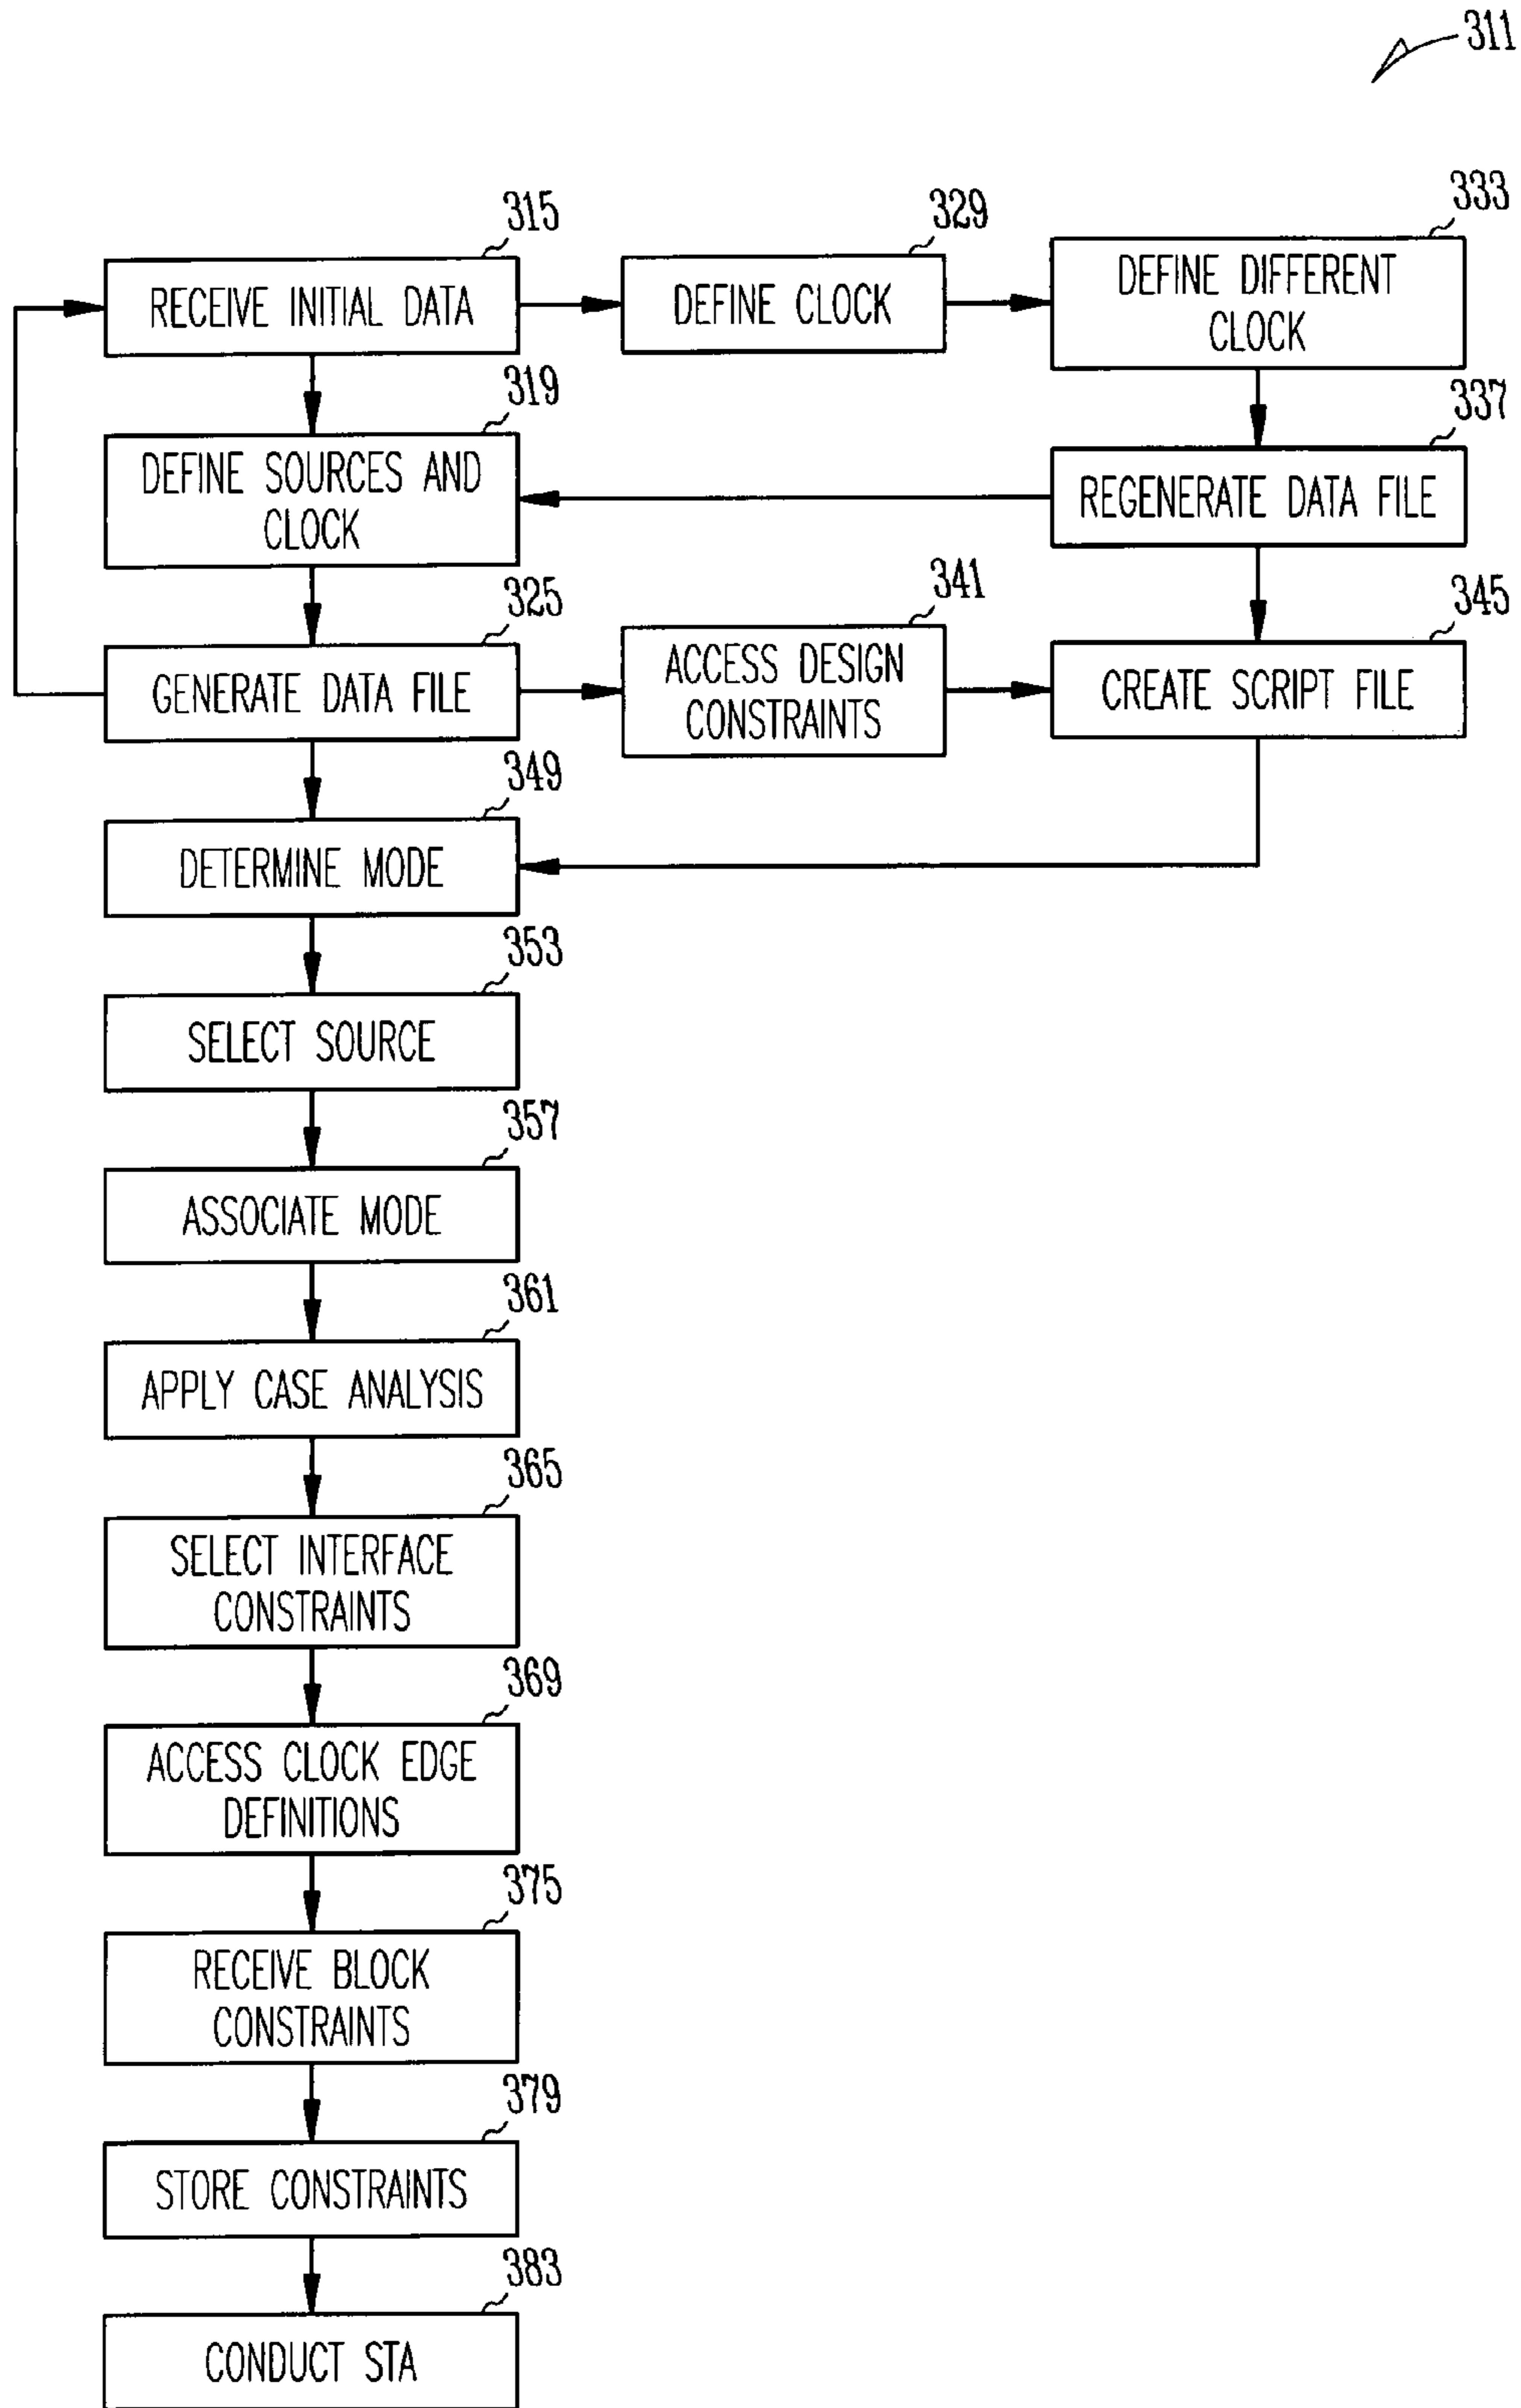 311
315
RECEIVE INITIAL DATA
329
DEFINE CLOCK
333
DEFINE DIFFERENT
CLOCK
319
DEFINE SOURCES AND
CLOCK
337
REGENERATE DATA FILE
325
GENERATE DATA FILE
341
ACCESS DESIGN
CONSTRAINTS
345
CREATE SCRIPT FILE
349
DETERMINE MODE
353
SELECT SOURCE
357
ASSOCIATE MODE
361
APPLY CASE ANALYSIS
365
SELECT INTERFACE
CONSTRAINTS
369
ACCESS CLOCK EDGE
DEFINITIONS
375
RECEIVE BLOCK
CONSTRAINTS
379
STORE CONSTRAINTS
383
CONDUCT STA